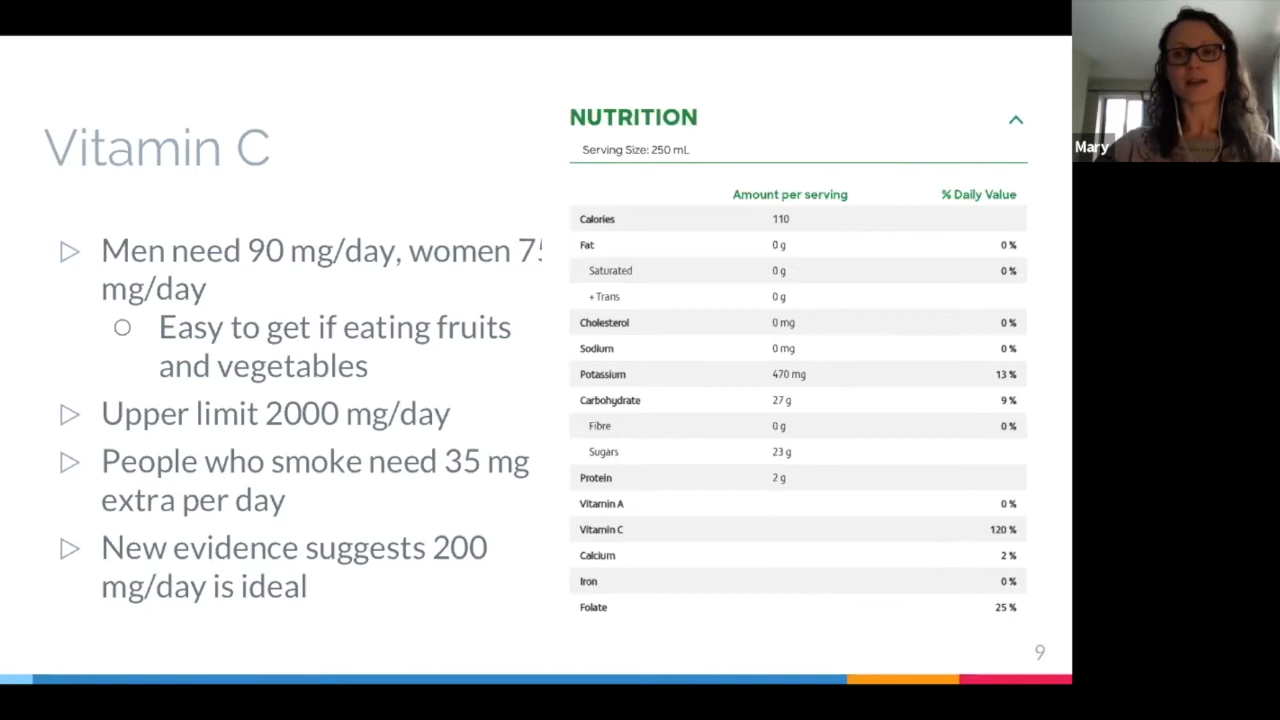 Vitamin C
Men need 90 mg/day, women 75
mg/day
Easy to get if eating fruits
and vegetables
Upper limit 2000 mg/day
People who smoke need 35 mg
extra per day
New evidence suggests 200
mg/day is ideal
NUTRITION
Serving Size: 250 mL
Amount per serving % Daily Value
Calories 110
Fat 0 g 0 %
Saturated 0 g 0 %
+ Trans 0 g
Cholesterol 0 mg 0 %
Sodium 0 mg 0 %
Potassium 470 mg 13 %
Carbohydrate 27 g 9 %
Fibre 0 g 0 %
Sugars 23 g
Protein 2 g
Vitamin A 0 %
Vitamin C 120 %
Calcium 2 %
Iron 0 %
Folate 25 %
9
Mary